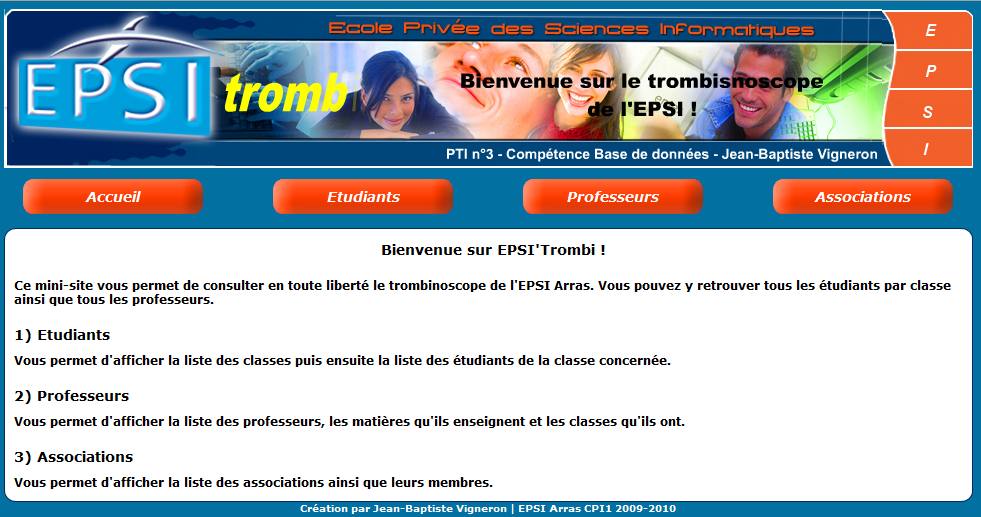 Ecole Privée des Sciences Informatiques
EPSI
tromb
Bienvenue sur le trombisnoscope
de l'EPSI !
epsi
PTI n°3 - Compétence Base de données - Jean-Baptiste Vigneron
E
P
S
I
Accueil
Etudiants
Professeurs
Associations
Bienvenue sur EPSI'Trombi !
Ce mini-site vous permet de consulter en toute liberté le trombinoscope de l'EPSI Arras. Vous pouvez y retrouver tous les étudiants par classe
ainsi que tous les professeurs.
1) Etudiants
Vous permet d'afficher la liste des classes puis ensuite la liste des étudiants de la classe concernée.
2) Professeurs
Vous permet d'afficher la liste des professeurs, les matières qu'ils enseignent et les classes qu'ils ont.
3) Associations
Vous permet d'afficher la liste des associations ainsi que leurs membres.
Création par Jean-Baptiste Vigneron | EPSI Arras CPI1 2009-2010